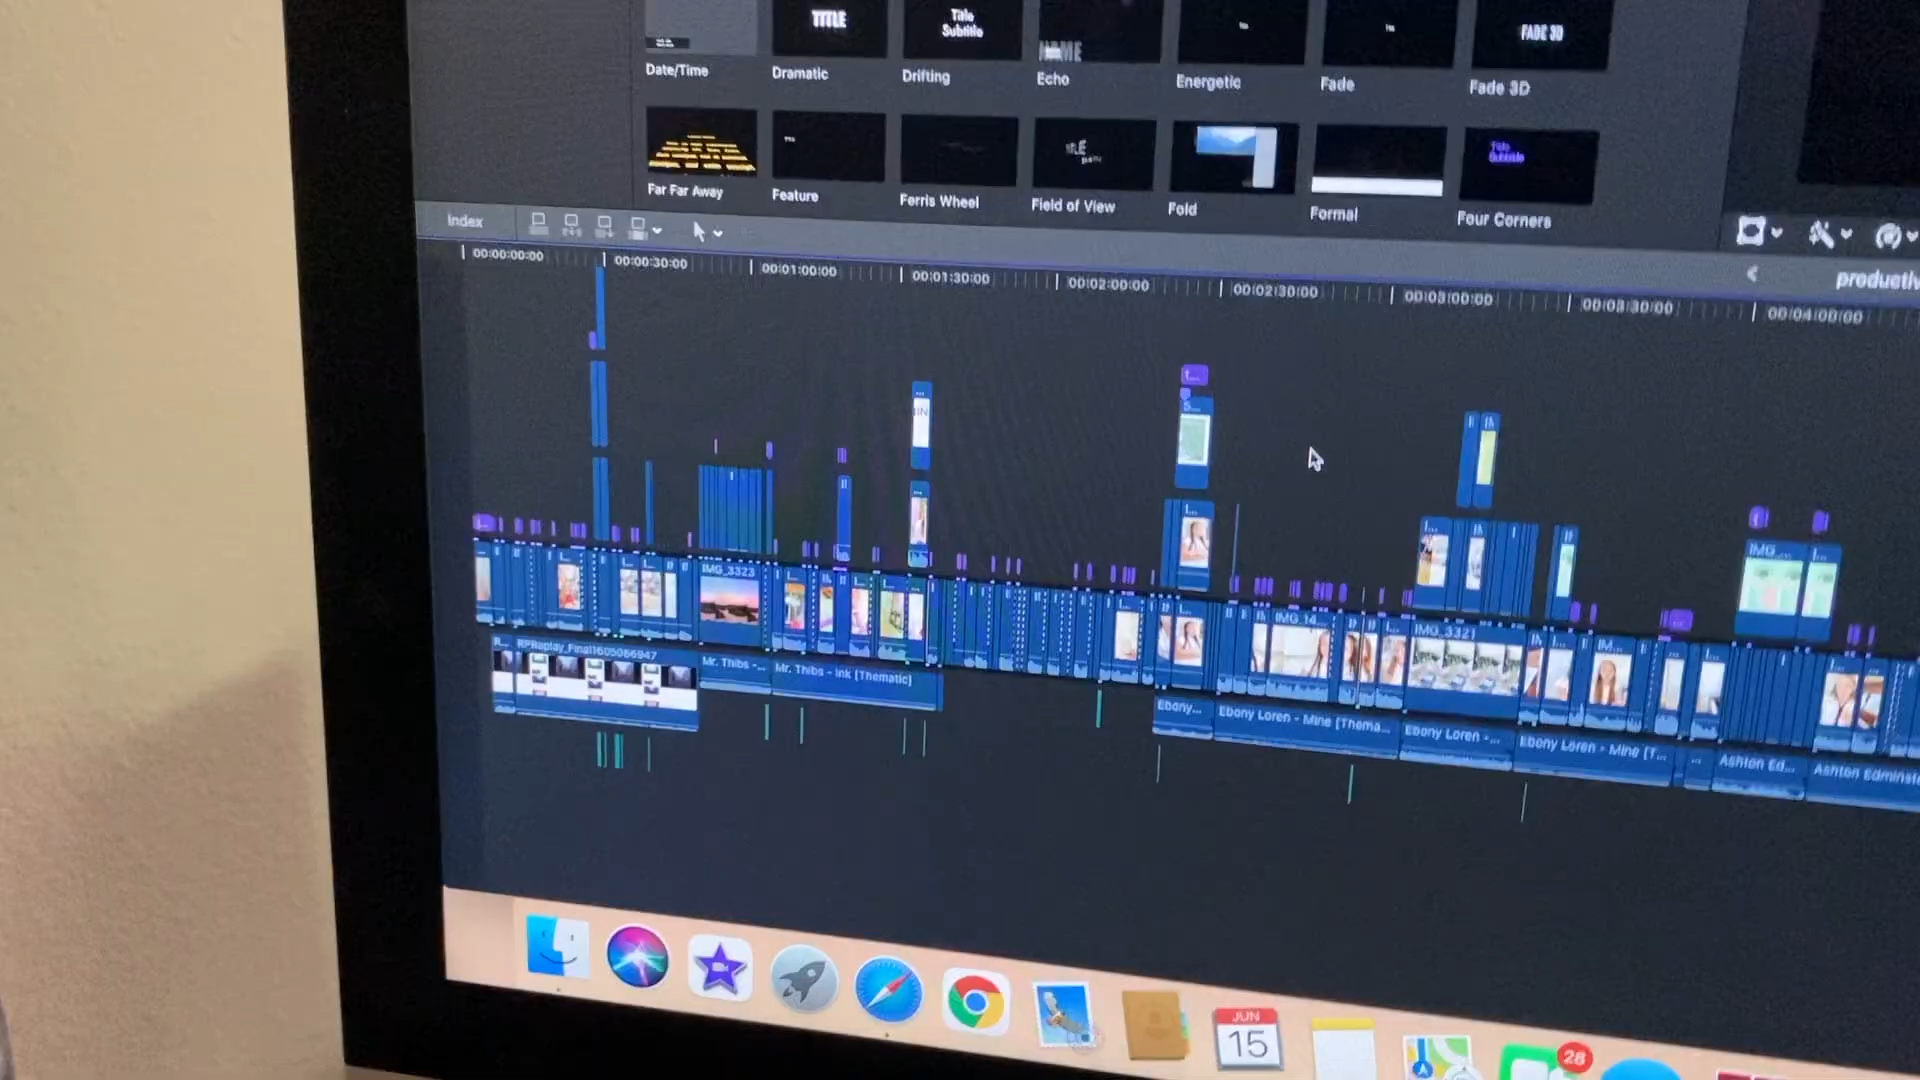 TITLE
Title
Subtitle
FADE 3D
Date/Time
Dramatic
Drifting
Echo
Energetic
Fade
Fade 3D
Title
Subtitle
Far Far Away
Feature
Ferris Wheel
Field of View
Fold
Formal
Four Corners
Index
00:00:00:00
00:00:30:00
00:01:00:00
00:01:30:00
00:02:00:00
00:02:30:00
00:03:00:00
00:03:30:00
00:04:00:00
productiv
IMG_3323
IMG_14...
IMG_3321
IMG...
RPReplay_Final1605066947
Mr. Thibs -...
Mr. Thibs - Ink [Thematic]
Ebony...
Ebony Loren - Mine [Thema...
Ebony Loren -...
Ebony Loren - Mine [T...
Ashton Ed...
Ashton Edminste
JUN
15
28